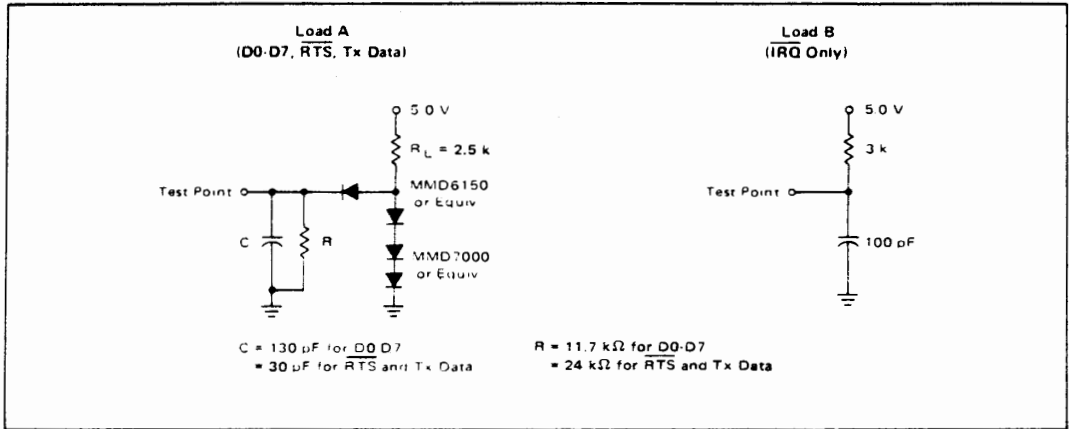 Load A
(D0-D7, RTS, Tx Data)
5.0 V
R_L = 2.5 k
Test Point
MMD6150
or Equiv
C
R
MMD7000
or Equiv
C = 130 pF for D0 D7
= 30 pF for RTS and Tx Data
R = 11.7 kΩ for D0-D7
= 24 kΩ for RTS and Tx Data
Load B
(IRQ Only)
5.0 V
3 k
Test Point
100 pF